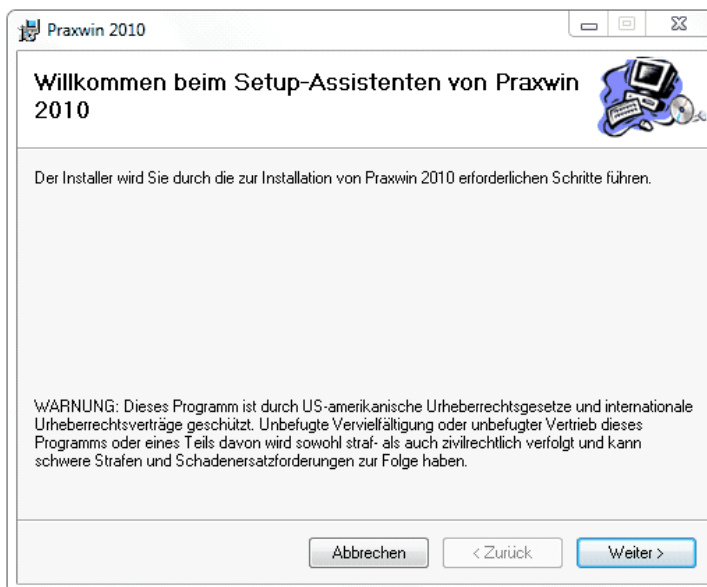 Praxwin 2010
Willkommen beim Setup-Assistenten von Praxwin
2010
Der Installer wird Sie durch die zur Installation von Praxwin 2010 erforderlichen Schritte führen.
WARNUNG: Dieses Programm ist durch US-amerikanische Urheberrechtsgesetze und internationale
Urheberrechtsverträge geschützt. Unbefugte Vervielfältigung oder unbefugter Vertrieb dieses
Programms oder eines Teils davon wird sowohl straf- als auch zivilrechtlich verfolgt und kann
schwere Strafen und Schadenersatzforderungen zur Folge haben.
Abbrechen < Zurück Weiter >